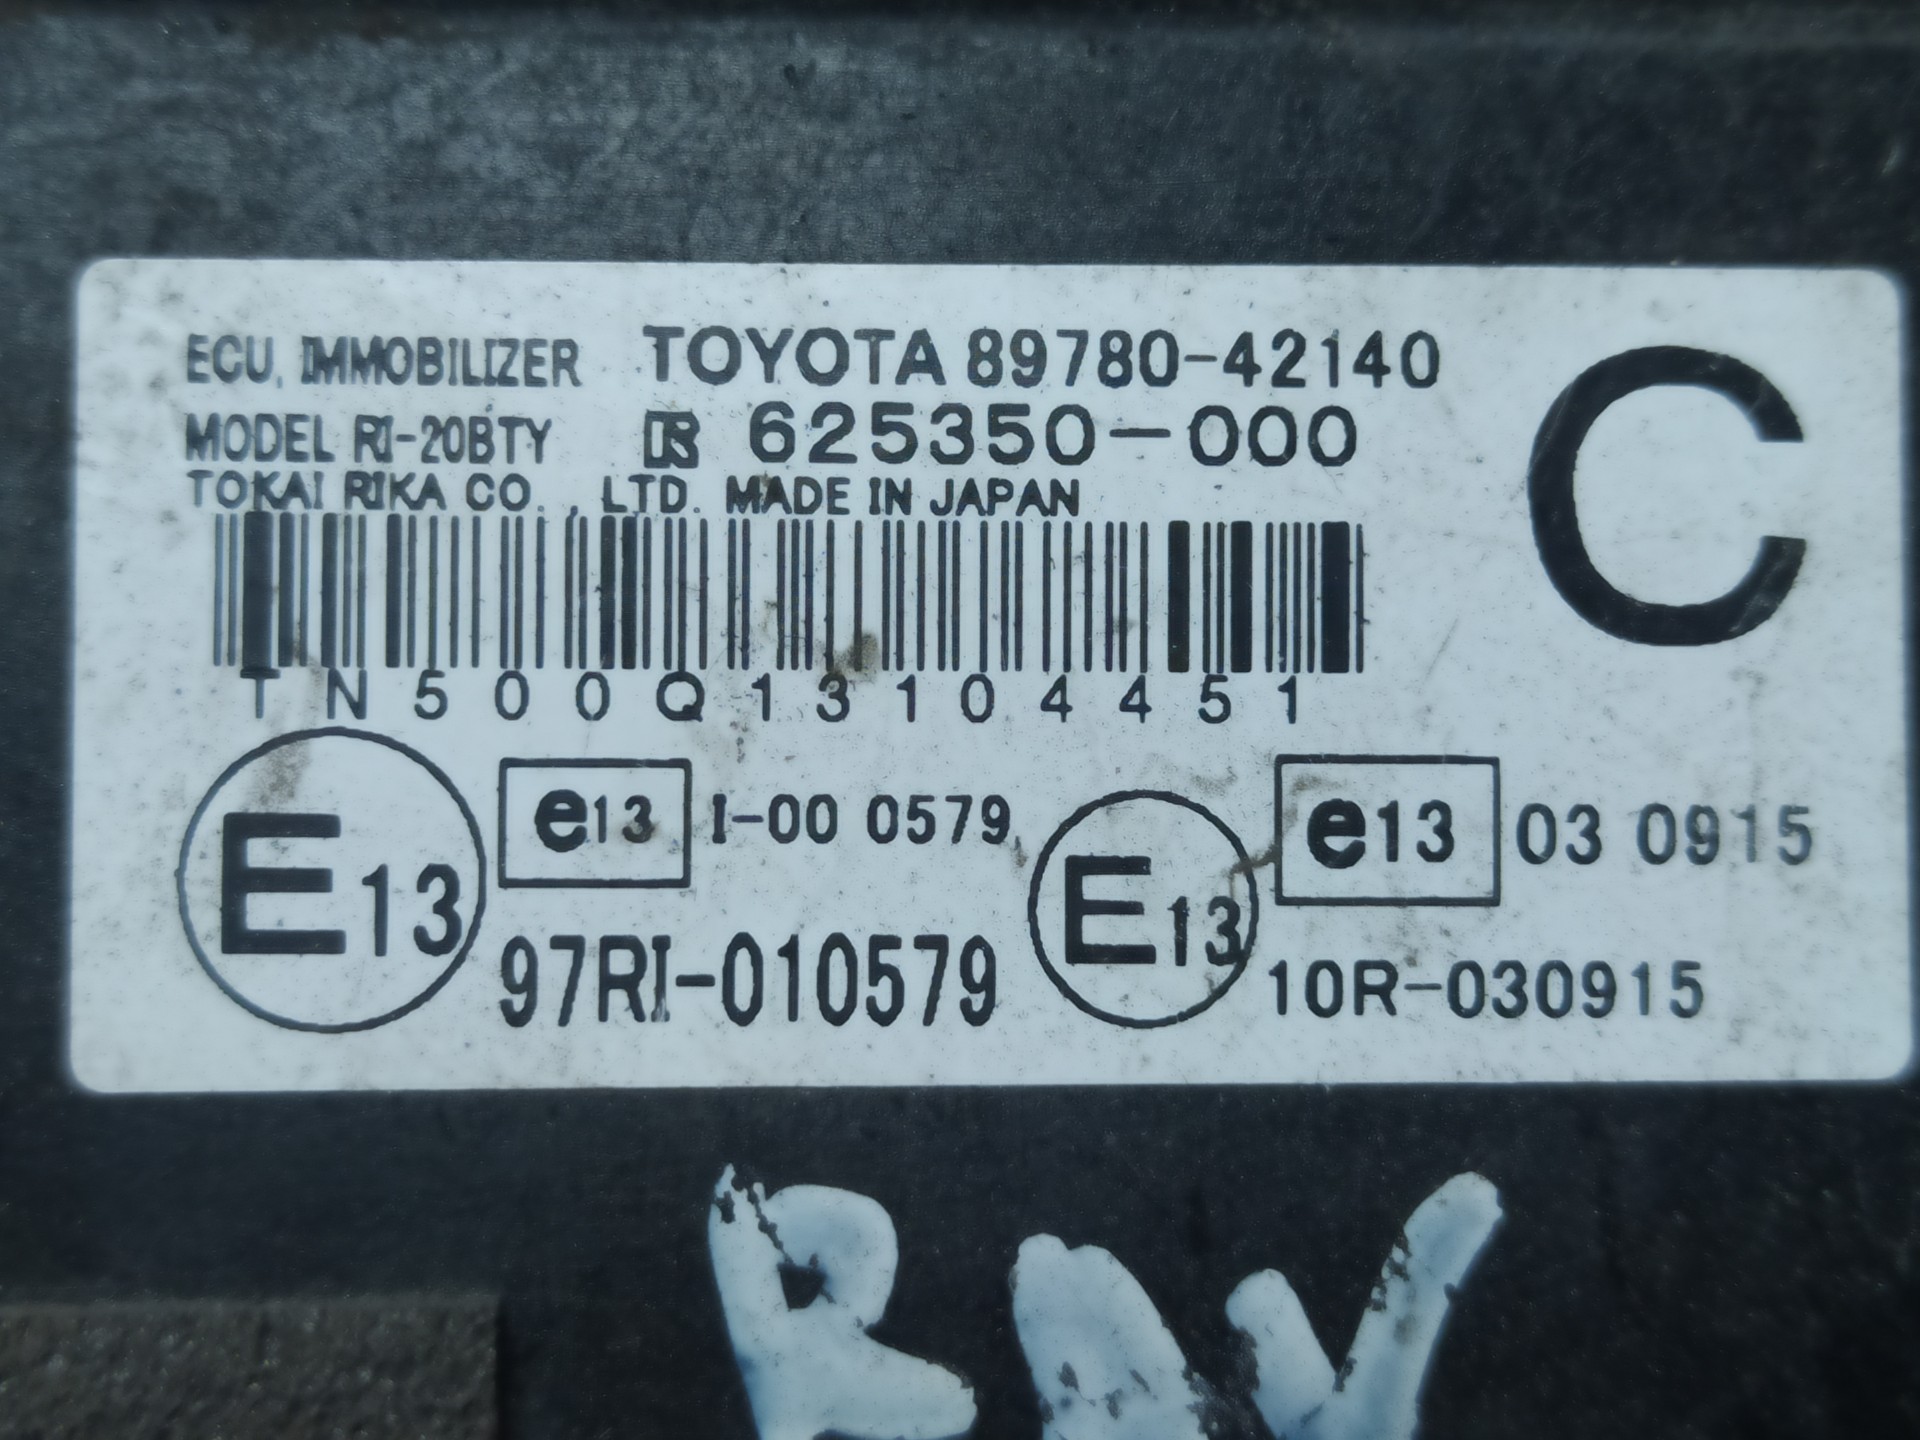 ECU, IMMOBILIZER TOYOTA 89780-42140
MODEL RI-20BTY 625350-000
C
TOKAI RIKA CO., LTD. MADE IN JAPAN
TN500Q13104451
E13 e13 I-00 0579 E13 e13 03 0915
97RI-010579 10R-030915